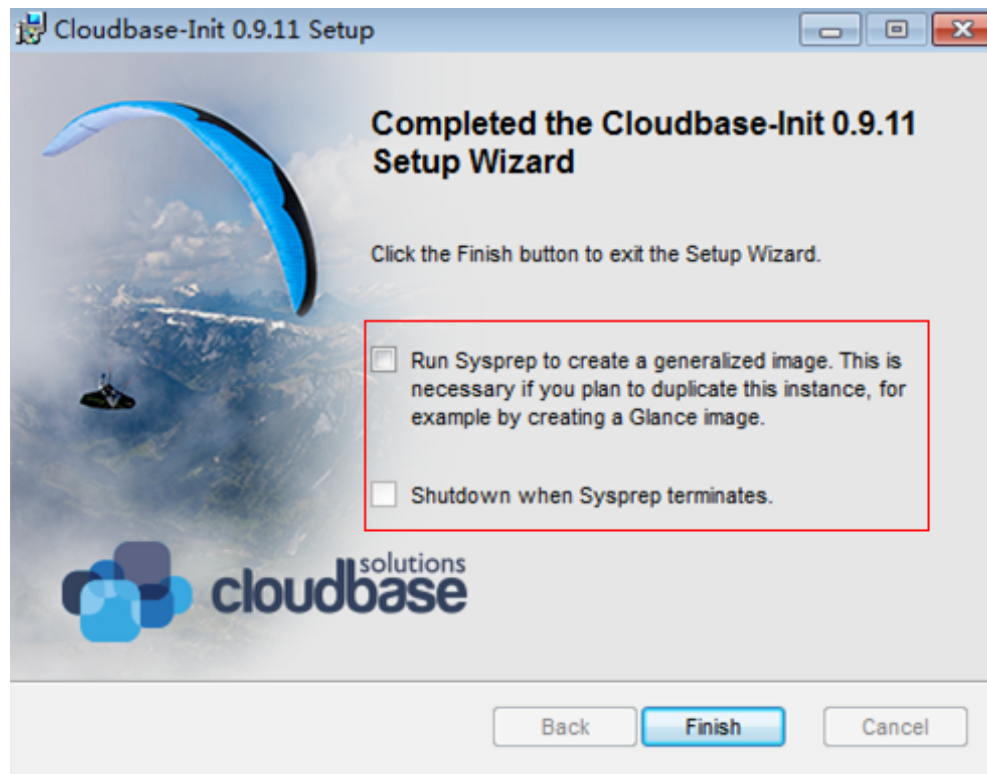 Cloudbase-Init 0.9.11 Setup
Completed the Cloudbase-Init 0.9.11
Setup Wizard
Click the Finish button to exit the Setup Wizard.
Run Sysprep to create a generalized image. This is
necessary if you plan to duplicate this instance, for
example by creating a Glance image.
Shutdown when Sysprep terminates.
solutions
cloudbase
Back
Finish
Cancel